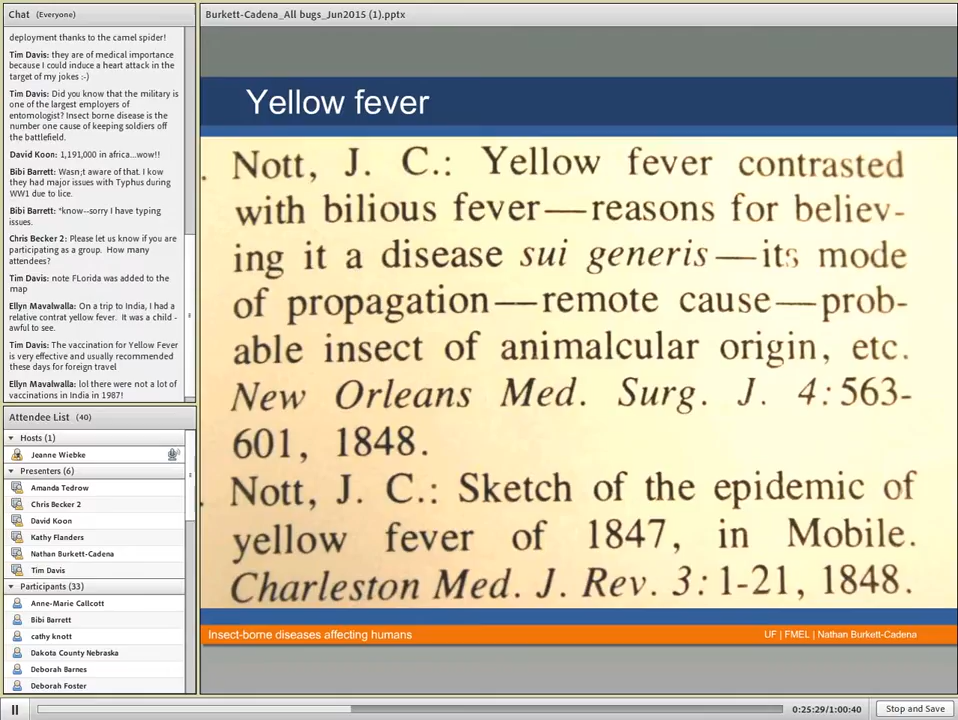 Chat (Everyone)
deployment thanks to the camel spider!
Tim Davis: they are of medical importance
because I could induce a heart attack in the
target of my jokes :-)
Tim Davis: Did you know that the military is
one of the largest employers of
entomologist? Insect borne disease is the
number one cause of keeping soldiers off
the battlefield.
David Koon: 1,191,000 in africa...wow!!
Bibi Barrett: Wasn;t aware of that. I kow
they had major issues with Typhus during
WW1 due to lice.
Bibi Barrett: *know--sorry I have typing
issues.
Chris Becker 2: Please let us know if you are
participating as a group. How many
attendees?
Tim Davis: note FLorida was added to the
map
Ellyn Mavalwalla: On a trip to India, I had a
relative contrat yellow fever. It was a child -
awful to see.
Tim Davis: The vaccination for Yellow Fever
is very effective and usually recommended
these days for foreign travel
Ellyn Mavalwalla: lol there were not a lot of
vaccinations in India in 1987!
Attendee List (40)
Hosts (1)
Jeanne Wiebke
Presenters (6)
Amanda Tedrow
Chris Becker 2
David Koon
Kathy Flanders
Nathan Burkett-Cadena
Tim Davis
Participants (33)
Anne-Marie Callcott
Bibi Barrett
cathy knott
Dakota County Nebraska
Deborah Barnes
Deborah Foster
Burkett-Cadena_All bugs_Jun2015 (1).pptx
Yellow fever
. Nott, J. C.: Yellow fever contrasted
with bilious fever—reasons for believ-
ing it a disease sui generis—its mode
of propagation—remote cause—prob-
able insect of animalcular origin, etc.
New Orleans Med. Surg. J. 4: 563-
601, 1848.
. Nott, J. C.: Sketch of the epidemic of
yellow fever of 1847, in Mobile.
Charleston Med. J. Rev. 3: 1-21, 1848.
Insect-borne diseases affecting humans
UF | FMEL | Nathan Burkett-Cadena
0:25:29/1:00:40
Stop and Save